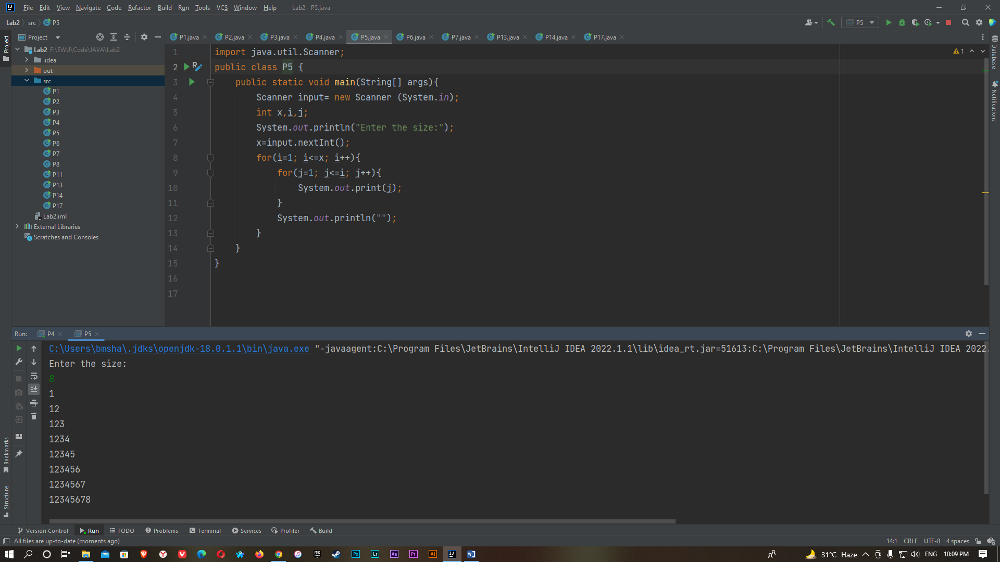 File Edit View Navigate Code Refactor Build Run Tools VCS Window Help Lab2 - P5.java
Lab2 src P5
P5
Project
P1.java P2.java P3.java P4.java P5.java P6.java P7.java P13.java P14.java P17.java
Project
Lab2 F:\EWU\Code\JAVA\Lab2
.idea
out
src
P1
P2
P3
P4
P5
P6
P7
P8
P11
P13
P14
P17
Lab2.iml
External Libraries
Scratches and Consoles
1 import java.util.Scanner;
2 public class P5 {
3 public static void main(String[] args){
4 Scanner input= new Scanner (System.in);
5 int x,i,j;
6 System.out.println("Enter the size:");
7 x=input.nextInt();
8 for(i=1; i<=x; i++){
9 for(j=1; j<=i; j++){
10 System.out.print(j);
11 }
12 System.out.println("");
13 }
14 }
15 }
16
17
1
Database
Notifications
Run: P4 P5
C:\Users\bmsha\.jdks\openjdk-18.0.1.1\bin\java.exe "-javaagent:C:\Program Files\JetBrains\IntelliJ IDEA 2022.1.1\lib\idea_rt.jar=51613:C:\Program Files\JetBrains\IntelliJ IDEA 2022.
Enter the size:
8
1
12
123
1234
12345
123456
1234567
12345678
Bookmarks
Structure
Version Control Run TODO Problems Terminal Services Profiler Build
All files are up-to-date (moments ago) 14:1 CRLF UTF-8 4 spaces
Ps Lr Ae Pr Ai 31°C Haze ENG 10:09 PM